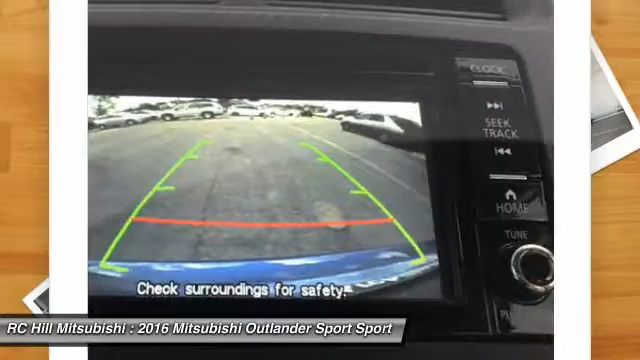 CLOCK
SEEK
TRACK
HOME
TUNE
Check surroundings for safety.
RC Hill Mitsubishi : 2016 Mitsubishi Outlander Sport Sport